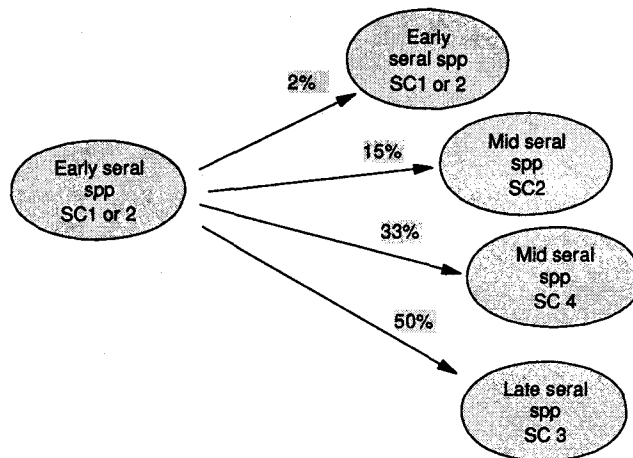 Early
seral spp
SC1 or 2
2%
Early seral
spp
SC1 or 2
15%
Mid seral
spp
SC2
33%
Mid seral
spp
SC 4
50%
Late seral
spp
SC 3